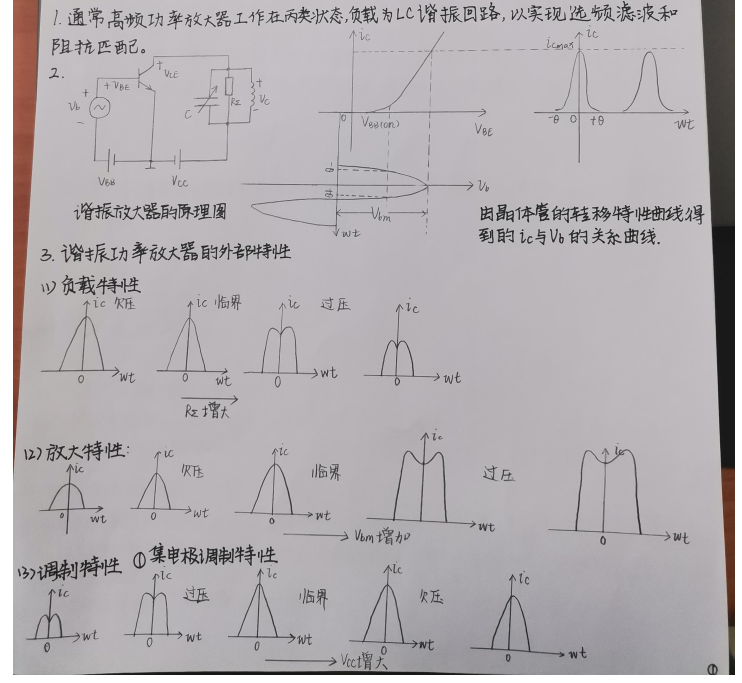 1. 通常高频功率放大器工作在丙类状态,负载为LC谐振回路,以实现选频滤波和
阻抗匹配。
2.
+ VBE
+ VCE
Vb
+
-
C
RΣ
+
VC
-
VBB
VCC
谐振放大器的原理图
ic
0
VBB(on)
VBE
-θ
θ
Vb
Vbm
wt
icmax
ic
-θ 0 +θ
wt
由晶体管的转移特性曲线得
到的ic与Vb的关系曲线.
3. 谐振功率放大器的外部特性
(1) 负载特性
ic 欠压 ic 临界 ic 过压 ic
0 wt 0 wt 0 wt 0 wt
RΣ增大
(2) 放大特性:
ic ic 欠压 ic 临界 ic 过压 ic
0 wt 0 wt 0 wt 0 wt 0 wt
Vbm增加
(3) 调制特性 ①集电极调制特性
ic ic 过压 ic 临界 ic 欠压 ic
0 wt 0 wt 0 wt 0 wt 0 wt
Vcc增大
①